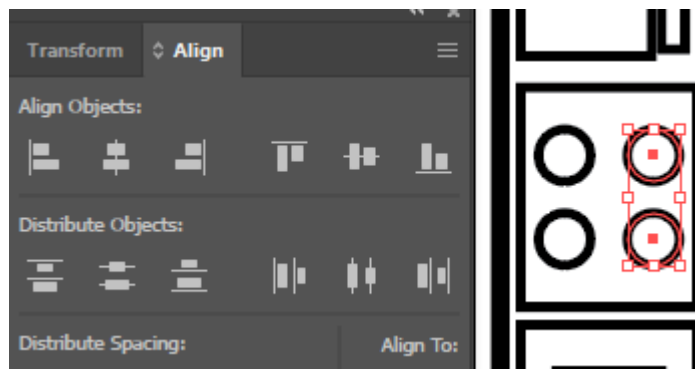 Transform Align
Align Objects:
Distribute Objects:
Distribute Spacing: Align To: